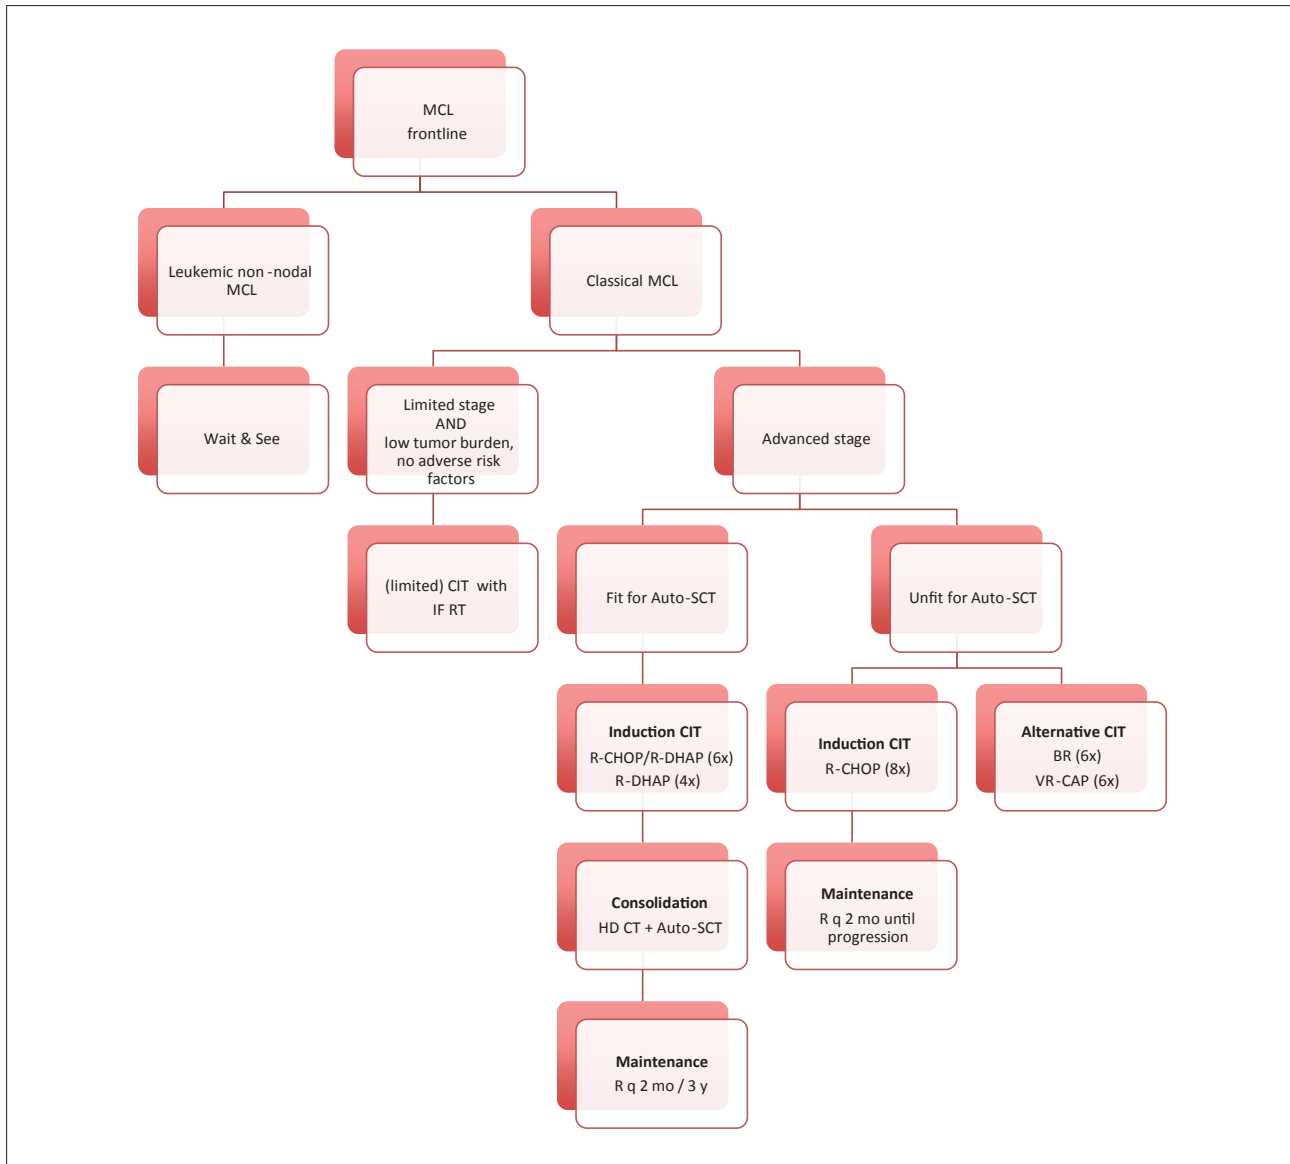 MCL
frontline
Leukemic non -nodal
MCL
Classical MCL
Wait & See
Limited stage
AND
low tumor burden,
no adverse risk
factors
Advanced stage
(limited) CIT with
IF RT
Fit for Auto-SCT
Unfit for Auto-SCT
Induction CIT
R-CHOP/R-DHAP (6x)
R-DHAP (4x)
Induction CIT
R-CHOP (8x)
Alternative CIT
BR (6x)
VR-CAP (6x)
Consolidation
HD CT + Auto-SCT
Maintenance
R q 2 mo until
progression
Maintenance
R q 2 mo / 3 y